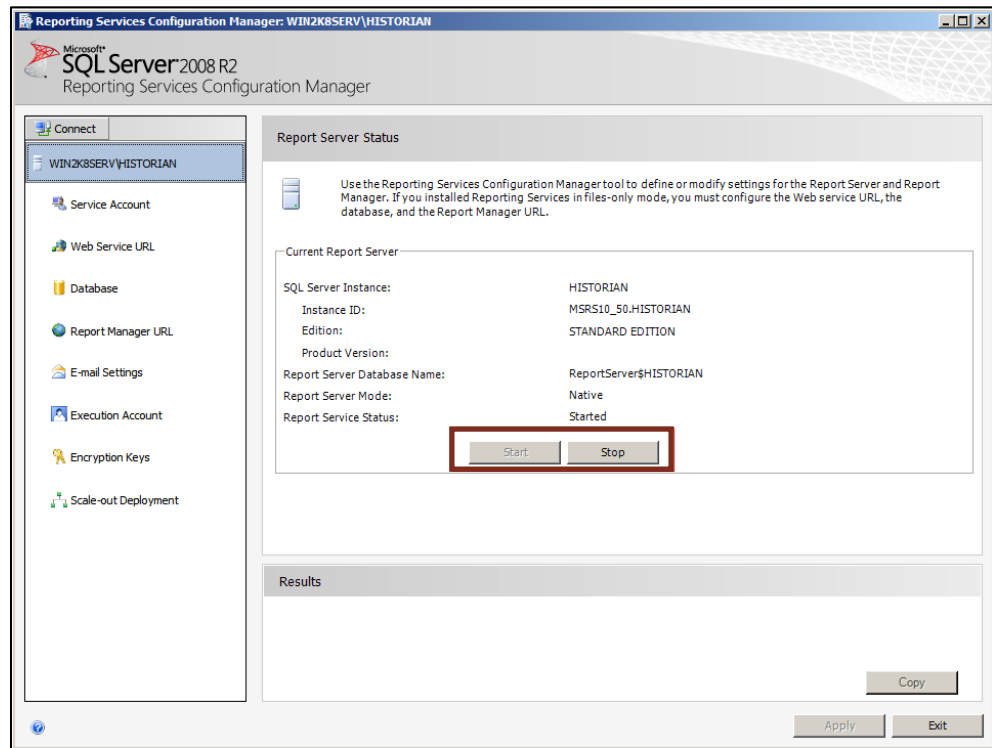 Reporting Services Configuration Manager: WIN2K8SERV\HISTORIAN
Microsoft®
SQL Server 2008 R2
Reporting Services Configuration Manager
Connect
WIN2K8SERV\HISTORIAN
Service Account
Web Service URL
Database
Report Manager URL
E-mail Settings
Execution Account
Encryption Keys
Scale-out Deployment
Report Server Status
Use the Reporting Services Configuration Manager tool to define or modify settings for the Report Server and Report
Manager. If you installed Reporting Services in files-only mode, you must configure the Web service URL, the
database, and the Report Manager URL.
Current Report Server
SQL Server Instance: HISTORIAN
Instance ID: MSRS10_50.HISTORIAN
Edition: STANDARD EDITION
Product Version:
Report Server Database Name: ReportServer$HISTORIAN
Report Server Mode: Native
Report Service Status: Started
Start Stop
Results
Copy
Apply Exit